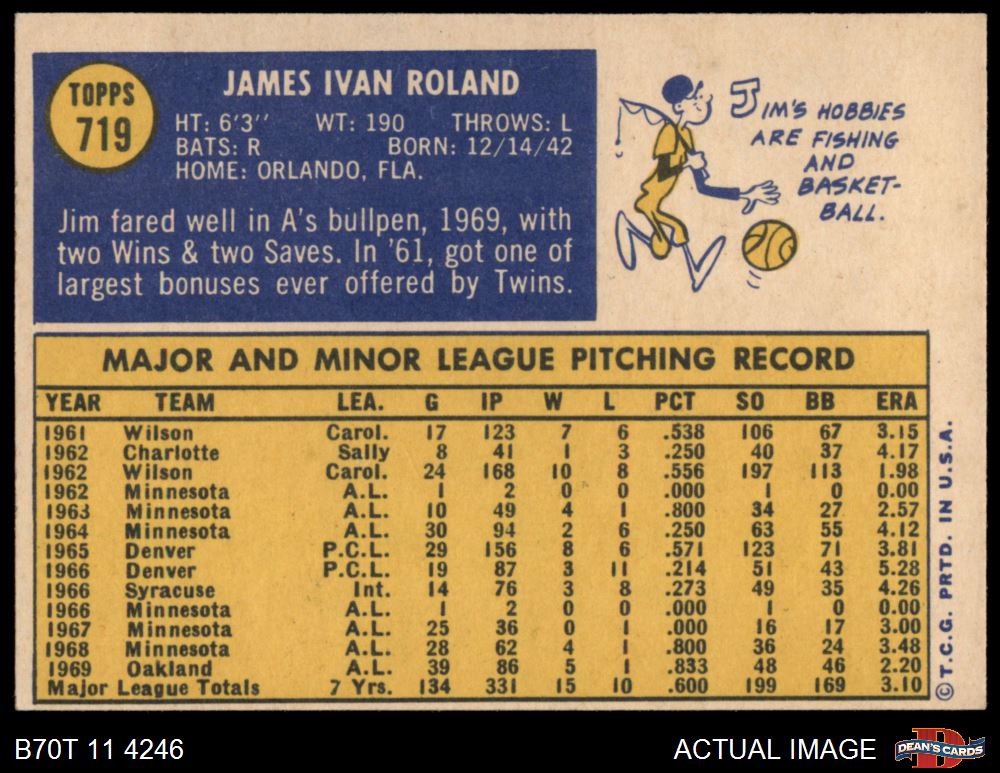 TOPPS
719
JAMES IVAN ROLAND
HT: 6'3" WT: 190 THROWS: L
BATS: R BORN: 12/14/42
HOME: ORLANDO, FLA.
Jim fared well in A's bullpen, 1969, with
two Wins & two Saves. In '61, got one of
largest bonuses ever offered by Twins.
JIM'S HOBBIES
ARE FISHING
AND
BASKET-
BALL.
MAJOR AND MINOR LEAGUE PITCHING RECORD
YEAR TEAM LEA. G IP W L PCT SO BB ERA
1961 Wilson Carol. 17 123 7 6 .538 106 67 3.15
1962 Charlotte Sally 8 41 1 3 .250 40 37 4.17
1962 Wilson Carol. 24 168 10 8 .556 197 113 1.98
1962 Minnesota A.L. 1 2 0 0 .000 1 0 0.00
1963 Minnesota A.L. 10 49 4 1 .800 34 27 2.57
1964 Minnesota A.L. 30 94 2 6 .250 63 55 4.12
1965 Denver P.C.L. 29 156 8 6 .571 123 71 3.81
1966 Denver P.C.L. 19 87 3 11 .214 51 43 5.28
1966 Syracuse Int. 14 76 3 8 .273 49 35 4.26
1966 Minnesota A.L. 1 2 0 0 .000 1 0 0.00
1967 Minnesota A.L. 25 36 0 1 .000 16 17 3.00
1968 Minnesota A.L. 28 62 4 1 .800 36 24 3.48
1969 Oakland A.L. 39 86 5 1 .833 48 46 2.20
Major League Totals 7 Yrs. 134 331 15 10 .600 199 169 3.10
©T.C.G. PRTD. IN U.S.A.
B70T 11 4246
ACTUAL IMAGE
D
DEAN'S CARDS